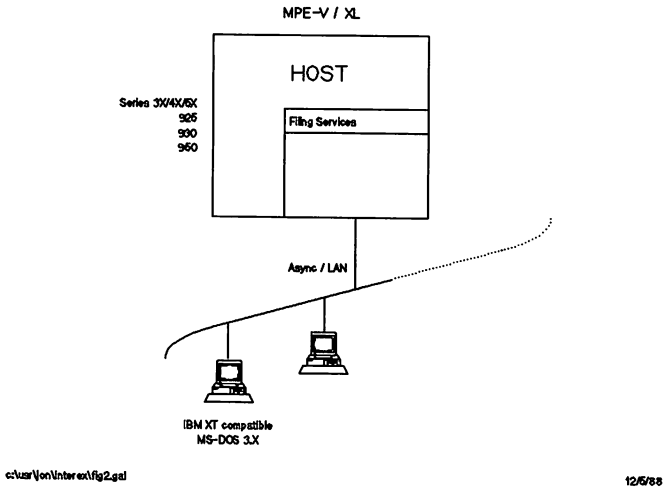 MPE-V / XL
HOST
Series 3X/4X/6X
925
930
950
Filing Services
Async / LAN
IBM XT compatible
MS-DOS 3.X
c:\usr\jon\interex\fig2.gal
12/6/88